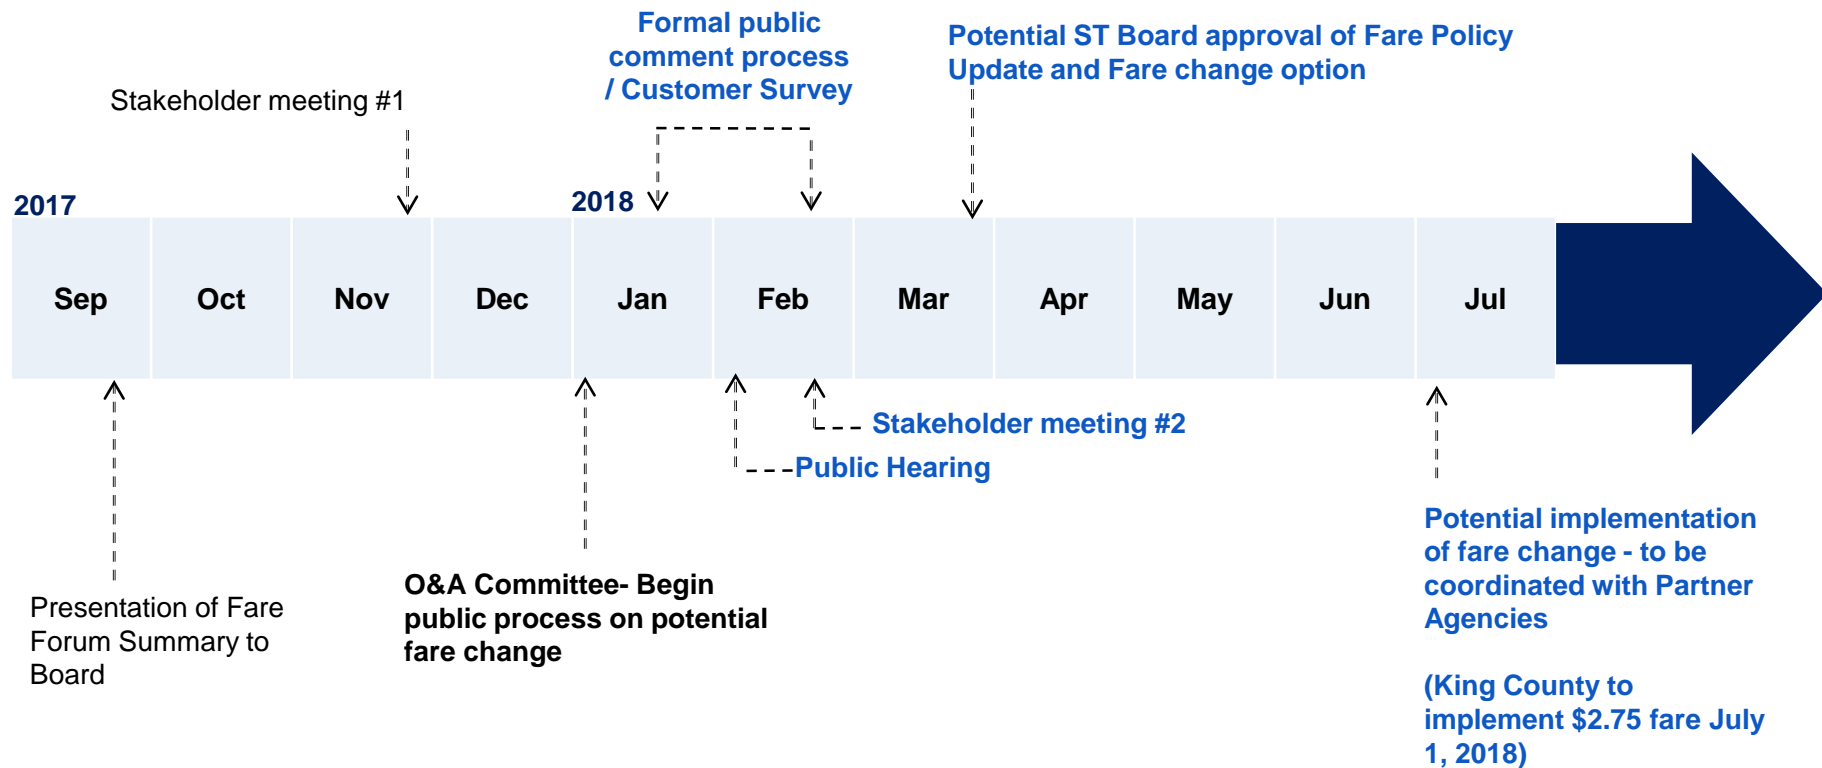 Formal public
comment process
/ Customer Survey
Potential ST Board approval of Fare Policy
Update and Fare change option
Stakeholder meeting #1
2017
2018
Sep
Oct
Nov
Dec
Jan
Feb
Mar
Apr
May
Jun
Jul
Stakeholder meeting #2
Public Hearing
Presentation of Fare
Forum Summary to
Board
O&A Committee- Begin
public process on potential
fare change
Potential implementation
of fare change - to be
coordinated with Partner
Agencies
(King County to
implement $2.75 fare July
1, 2018)